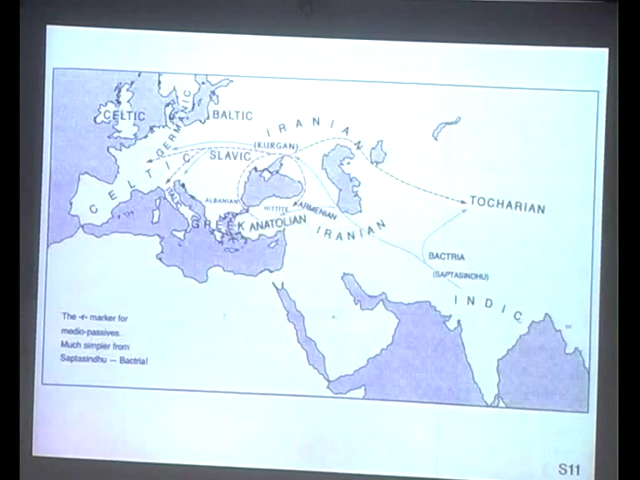 CELTIC
GERMANIC
BALTIC
IRANIAN
(KURGAN)
SLAVIC
CELTIC
TOCHARIAN
ALBANIAN
HITTITE
ARMENIAN
GREEK
ANATOLIAN
IRANIAN
BACTRIA
(SAPTASINDHU)
INDIC
The -r- marker for
medio-passives.
Much simpler from
Saptasindhu — Bactria!
S11